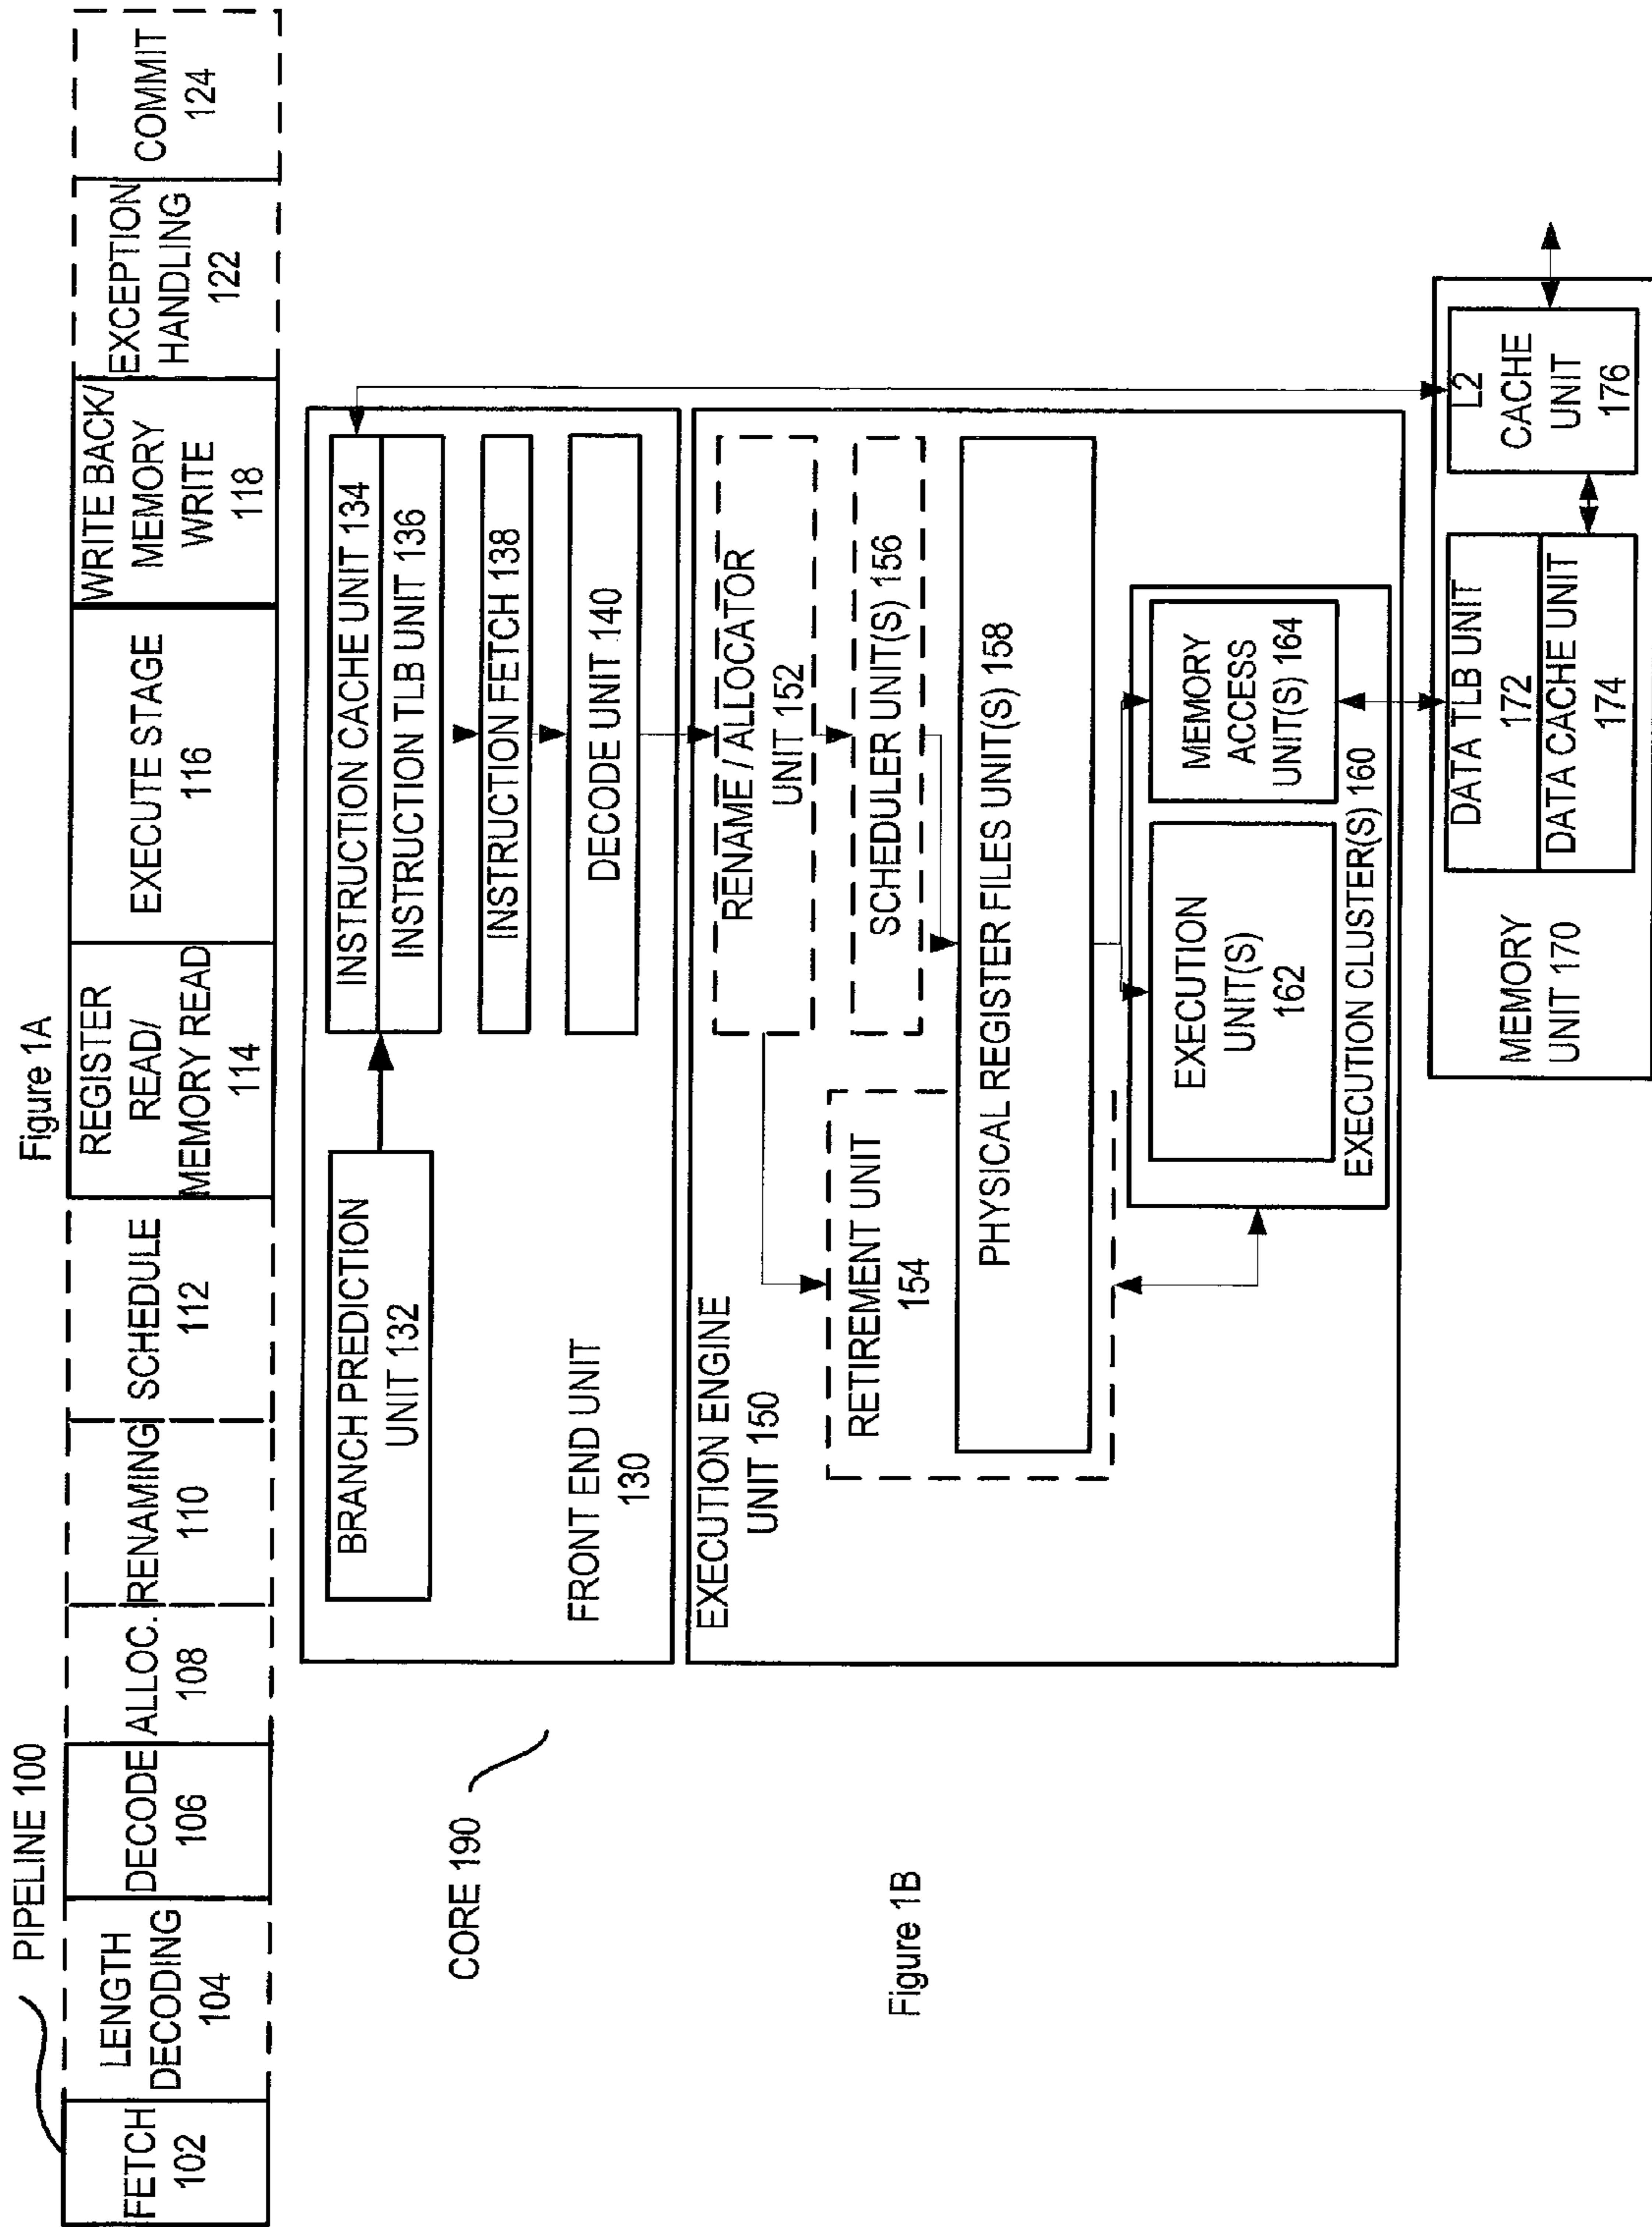 Figure 1A
PIPELINE 100
FETCH
102
LENGTH
DECODING
104
DECODE
106
ALLOC.
108
RENAMING
110
SCHEDULE
112
REGISTER
READ/
MEMORY READ
114
EXECUTE STAGE
116
WRITE BACK/
MEMORY
WRITE
118
EXCEPTION
HANDLING
122
COMMIT
124
CORE 190
BRANCH PREDICTION
UNIT 132
INSTRUCTION CACHE UNIT 134
INSTRUCTION TLB UNIT 136
INSTRUCTION FETCH 138
DECODE UNIT 140
FRONT END UNIT
130
EXECUTION ENGINE
UNIT 150
RENAME / ALLOCATOR
UNIT 152
SCHEDULER UNIT(S) 156
RETIREMENT UNIT
154
PHYSICAL REGISTER FILES UNIT(S) 158
EXECUTION
UNIT(S)
162
MEMORY
ACCESS
UNIT(S) 164
EXECUTION CLUSTER(S) 160
MEMORY
UNIT 170
DATA TLB UNIT
172
DATA CACHE UNIT
174
L2
CACHE
UNIT
176
Figure 1B